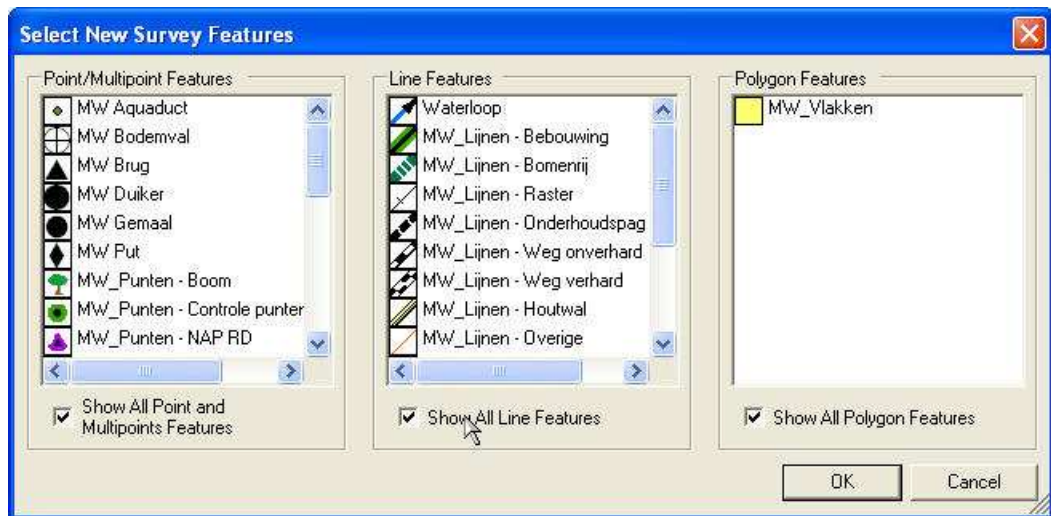 Select New Survey Features
Point/Multipoint Features
MW Aquaduct
MW Bodemval
MW Brug
MW Duiker
MW Gemaal
MW Put
MW_Punten - Boom
MW_Punten - Controle punter
MW_Punten - NAP RD
Show All Point and
Multipoints Features
Line Features
Waterloop
MW_Lijnen - Bebouwing
MW_Lijnen - Bomenrij
MW_Lijnen - Raster
MW_Lijnen - Onderhoudspag
MW_Lijnen - Weg onverhard
MW_Lijnen - Weg verhard
MW_Lijnen - Houtwal
MW_Lijnen - Overige
Show All Line Features
Polygon Features
MW_Vlakken
Show All Polygon Features
OK
Cancel